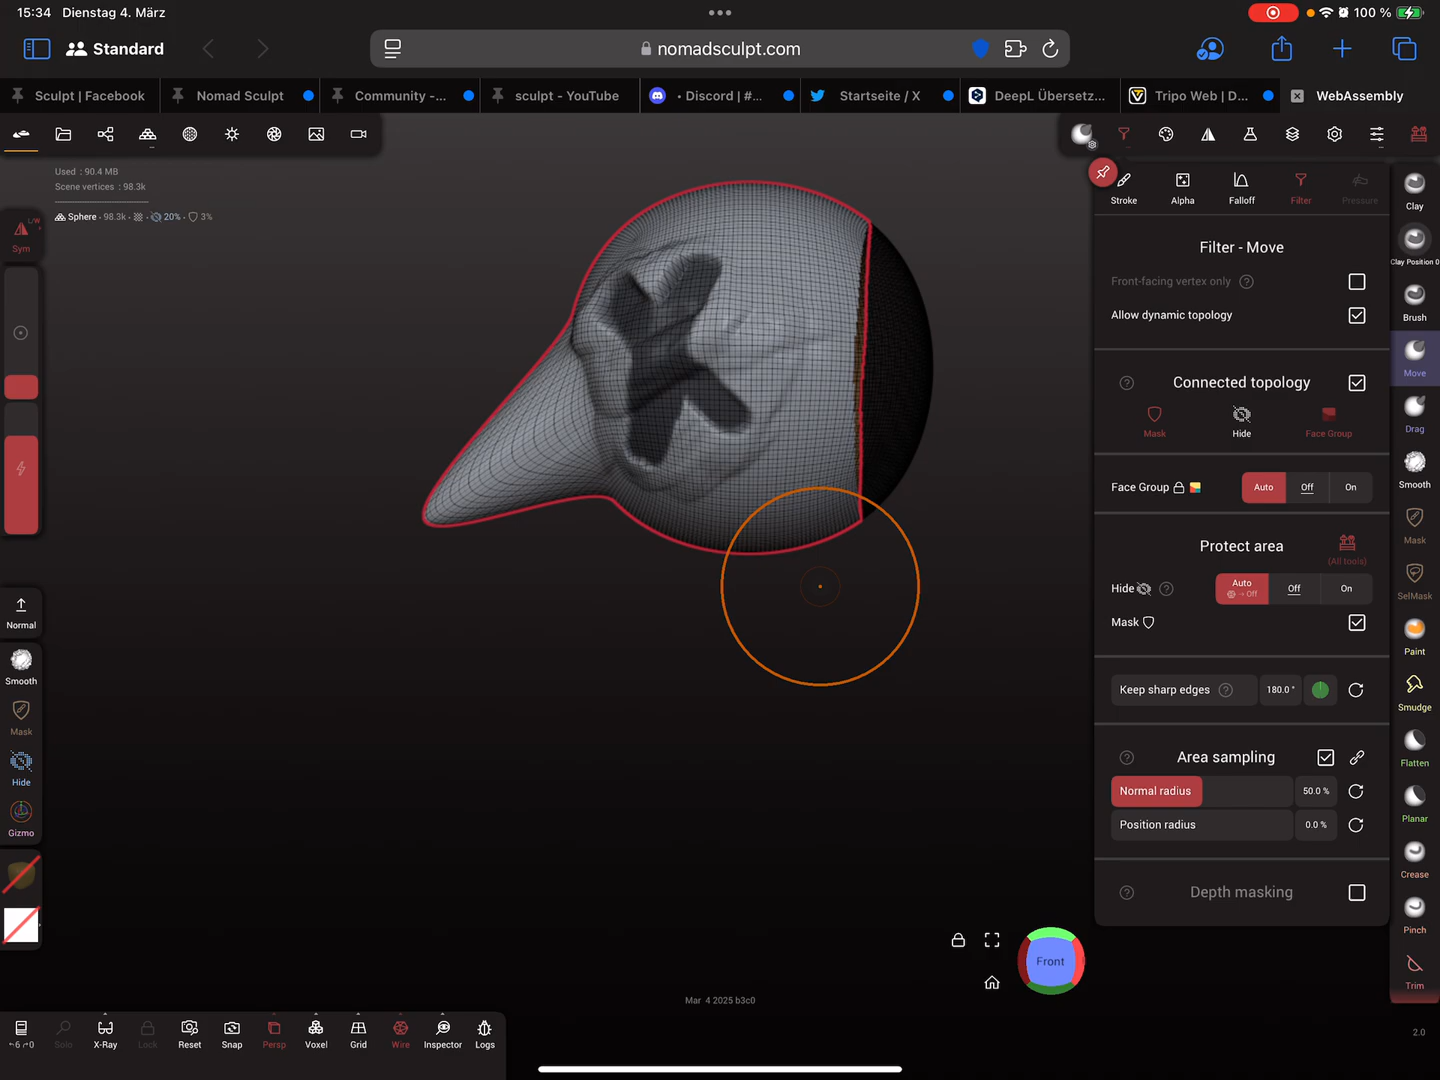 15:34 Dienstag 4. März
100 %
Standard
nomadsculpt.com
Sculpt | Facebook
Nomad Sculpt
Community -...
sculpt - YouTube
• Discord | #...
Startseite / X
DeepL Übersetz...
Tripo Web | D...
WebAssembly
Used : 90.4 MB
Scene vertices : 98.3k
Sphere - 98.3k - - 20% - 3%
L/W
Sym
Normal
Smooth
Mask
Hide
Gizmo
Stroke
Alpha
Falloff
Filter
Pressure
Filter - Move
Front-facing vertex only ?
Allow dynamic topology
? Connected topology
Mask
Hide
Face Group
Face Group
Auto
Off
On
Protect area
(All tools)
Hide ?
Auto
→ Off
Off
On
Mask
Keep sharp edges ? 180.0 °
? Area sampling
Normal radius 50.0 %
Position radius 0.0 %
? Depth masking
Clay
Clay Position 0
Brush
Move
Drag
Smooth
Mask
SelMask
Paint
Smudge
Flatten
Planar
Crease
Pinch
Trim
2.0
Front
Mar 4 2025 b3c0
6 0
Solo
X-Ray
Lock
Reset
Snap
Persp
Voxel
Grid
Wire
Inspector
Logs